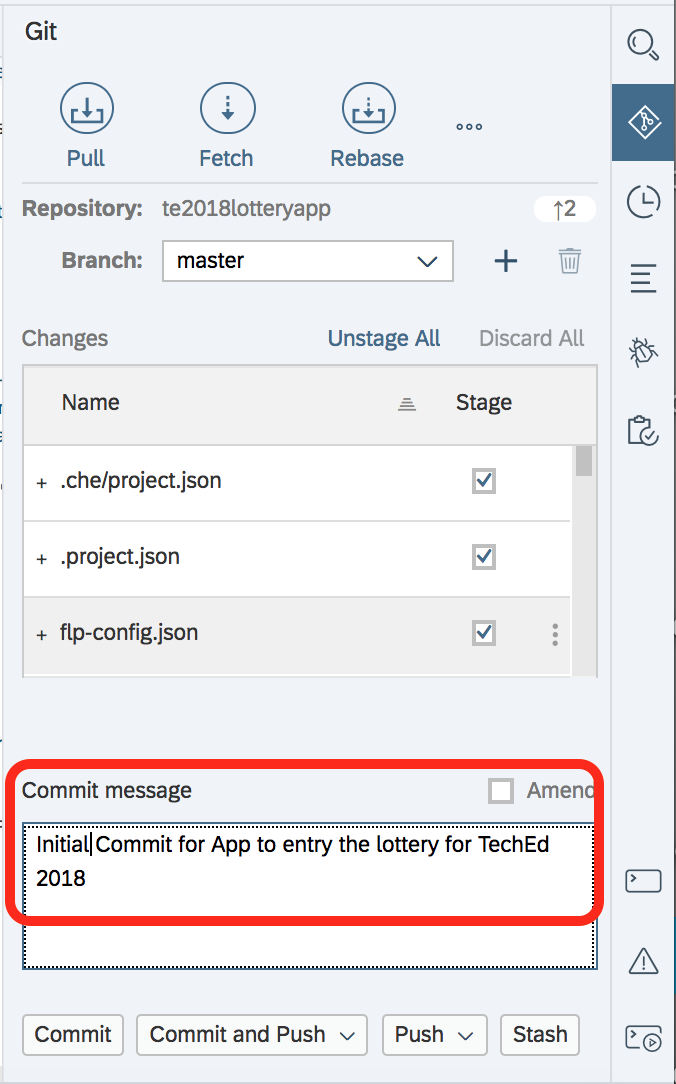 Git
Pull Fetch Rebase
Repository: te2018lotteryapp ↑2
Branch: master
Changes Unstage All Discard All
Name Stage
+ .che/project.json
+ .project.json
+ flp-config.json
Commit message Amend
Initial Commit for App to entry the lottery for TechEd
2018
Commit Commit and Push Push Stash